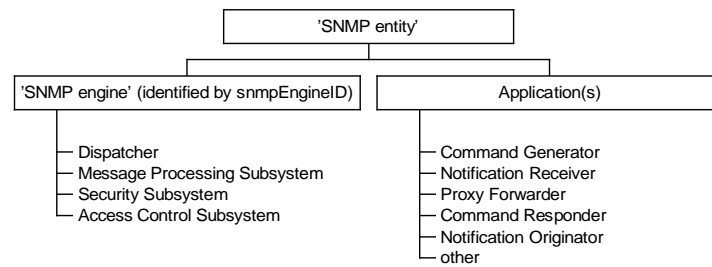 ’SNMP entity’
’SNMP engine’ (identified by snmpEngineID)
Application(s)
Dispatcher
Message Processing Subsystem
Security Subsystem
Access Control Subsystem
Command Generator
Notification Receiver
Proxy Forwarder
Command Responder
Notification Originator
other